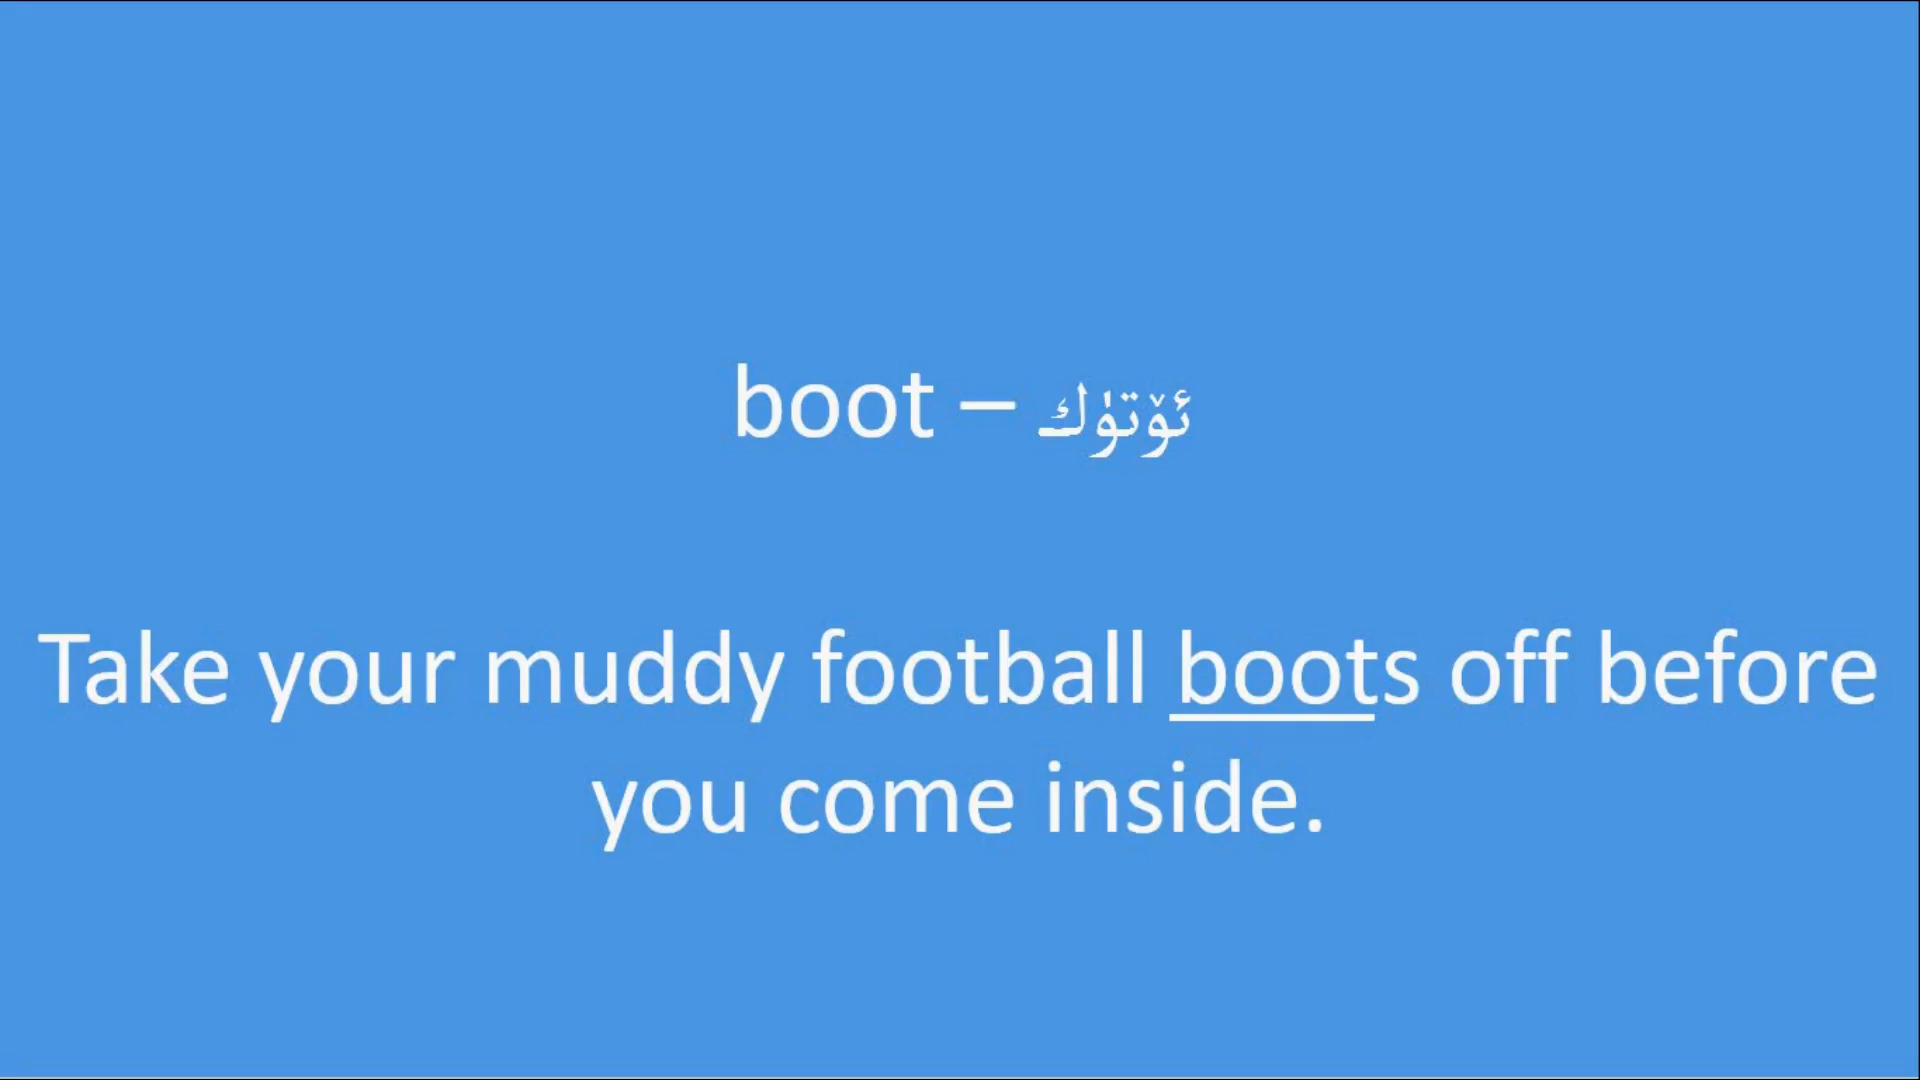 boot – ئۆتۈك
Take your muddy football boots off before
you come inside.